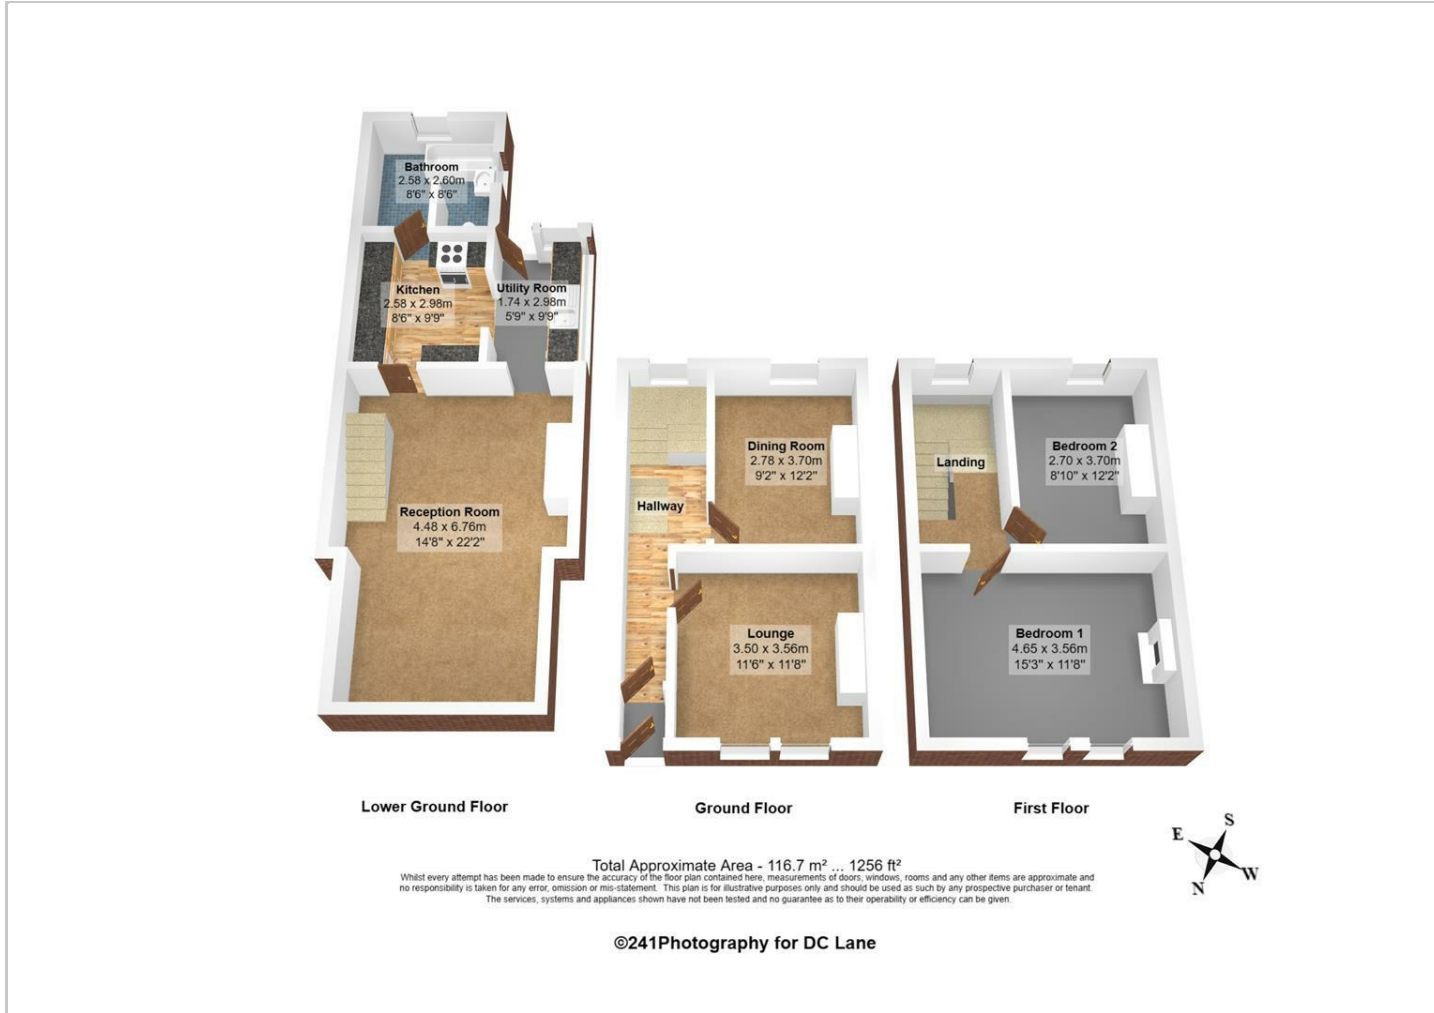 Bathroom
2.58 x 2.60m
8'6" x 8'6"
Kitchen
2.58 x 2.98m
8'6" x 9'9"
Utility Room
1.74 x 2.98m
5'9" x 9'9"
Reception Room
4.48 x 6.76m
14'8" x 22'2"
Dining Room
2.78 x 3.70m
9'2" x 12'2"
Hallway
Lounge
3.50 x 3.56m
11'6" x 11'8"
Landing
Bedroom 2
2.70 x 3.70m
8'10" x 12'2"
Bedroom 1
4.65 x 3.56m
15'3" x 11'8"
Lower Ground Floor
Ground Floor
First Floor
S
E
W
N
Total Approximate Area - 116.7 m² ... 1256 ft²
Whilst every attempt has been made to ensure the accuracy of the floor plan contained here, measurements of doors, windows, rooms and any other items are approximate and
no responsibility is taken for any error, omission or mis-statement. This plan is for illustrative purposes only and should be used as such by any prospective purchaser or tenant.
The services, systems and appliances shown have not been tested and no guarantee as to their operability or efficiency can be given.
©241Photography for DC Lane